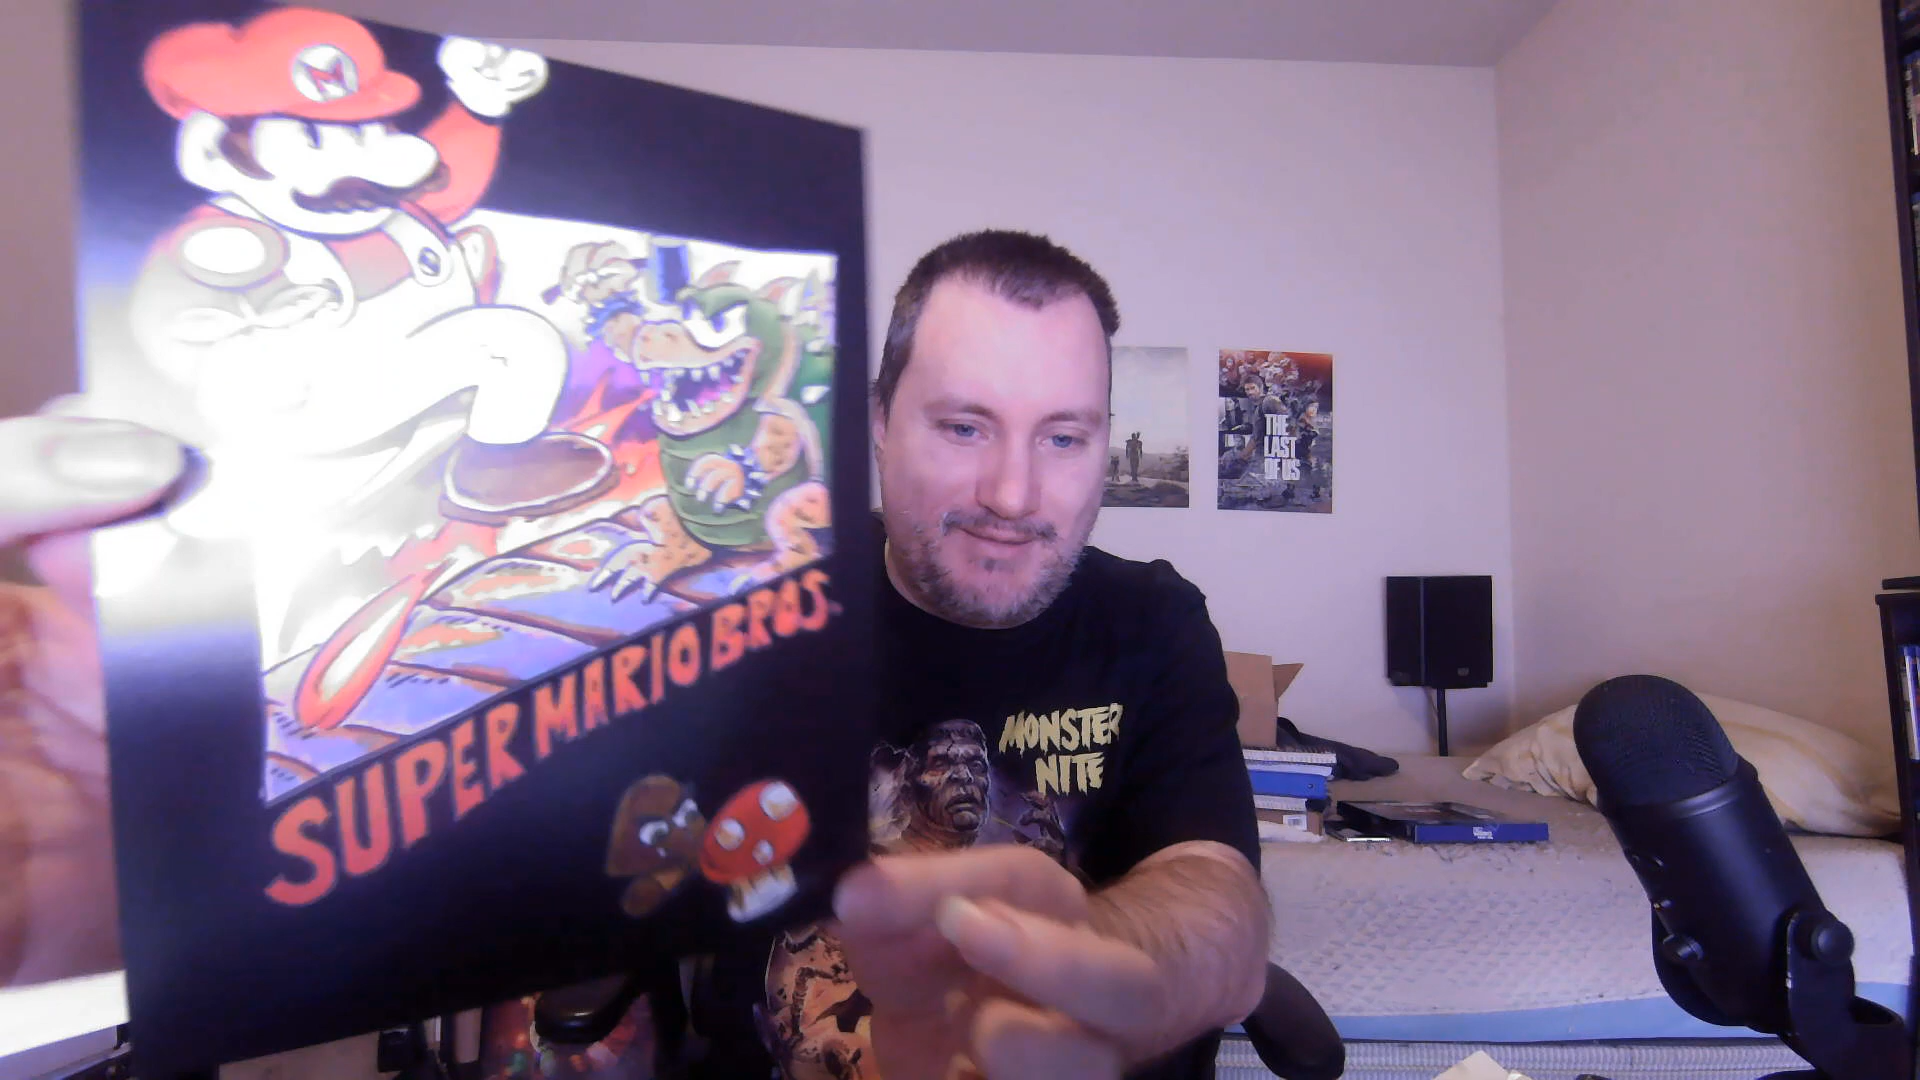 M
SUPER MARIO BROS.
THE
LAST
OF US
MONSTER
NITE